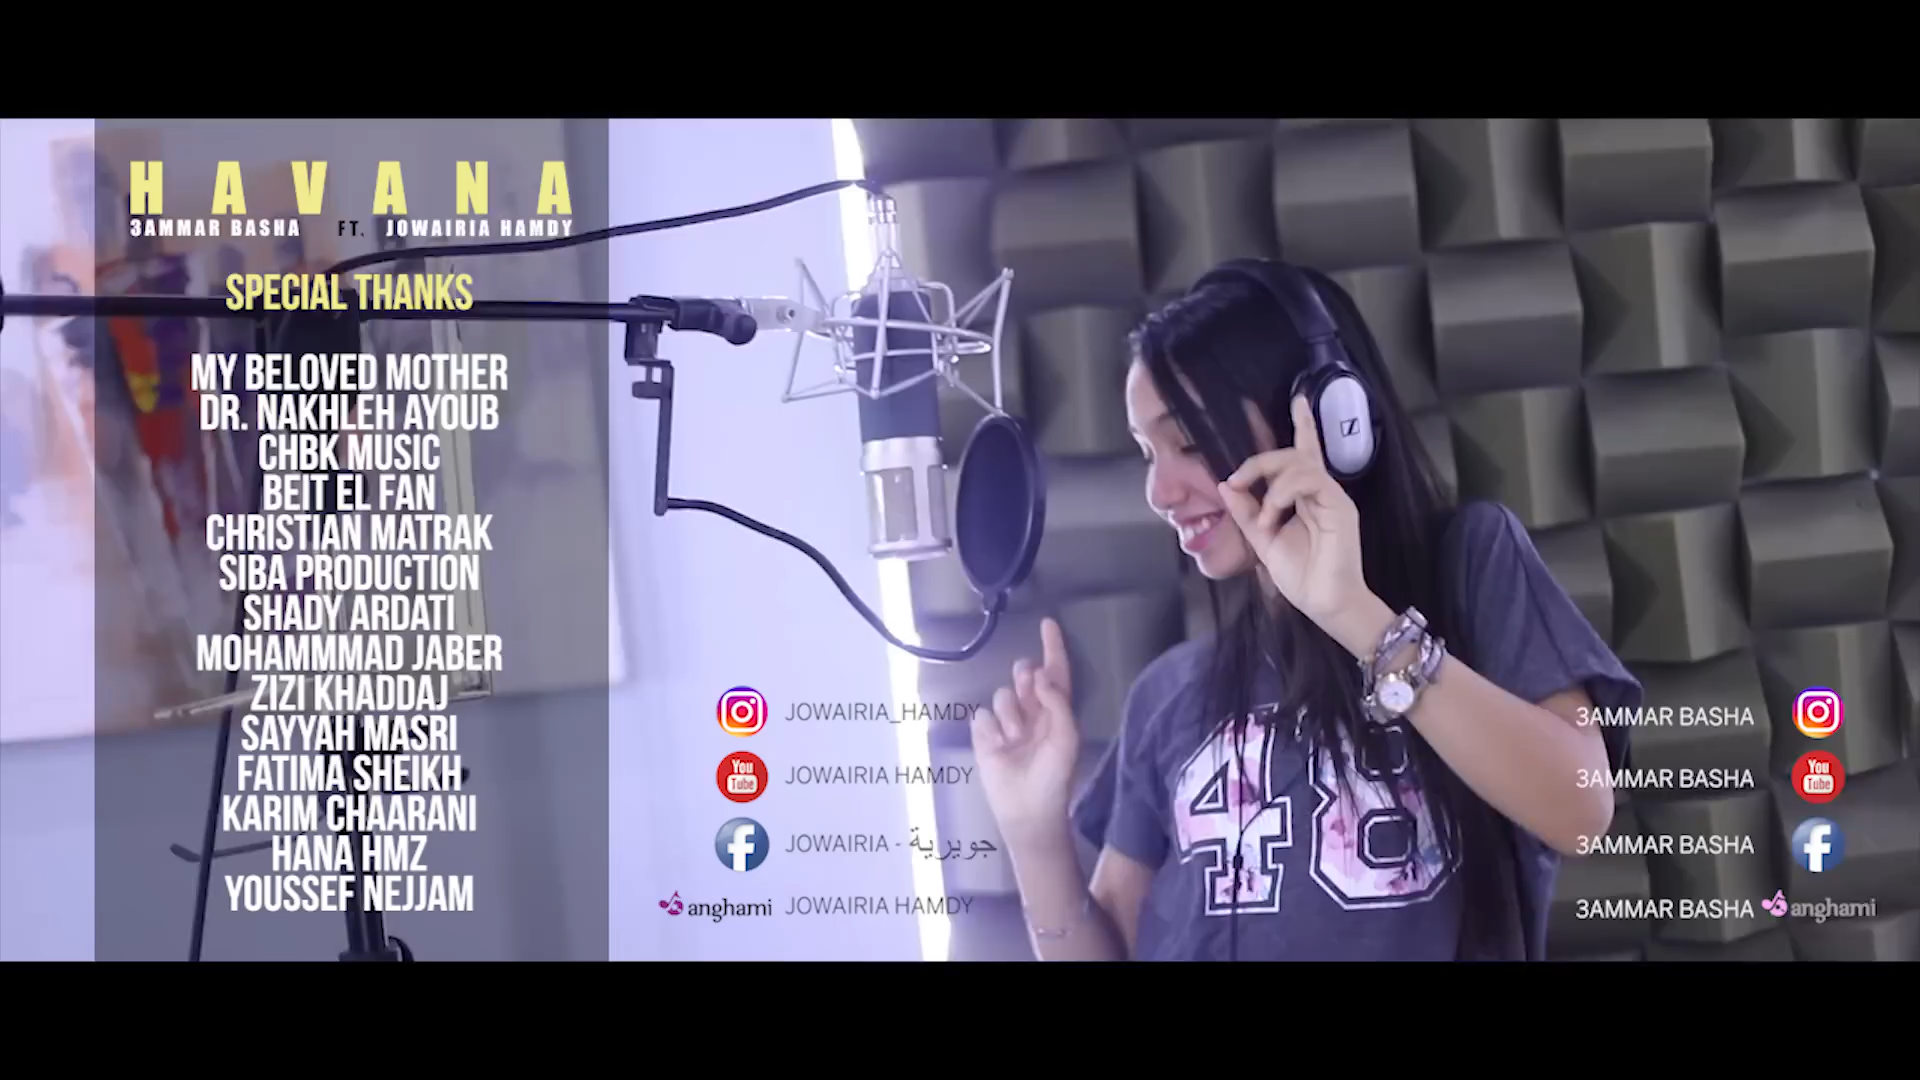 HAVANA
3AMMAR BASHA FT. JOWAIRIA HAMDY
SPECIAL THANKS
MY BELOVED MOTHER
DR. NAKHLEH AYOUB
CHBK MUSIC
BEIT EL FAN
CHRISTIAN MATRAK
SIBA PRODUCTION
SHADY ARDATI
MOHAMMMAD JABER
ZIZI KHADDAJ
SAYYAH MASRI
FATIMA SHEIKH
KARIM CHAARANI
HANA HMZ
YOUSSEF NEJJAM
JOWAIRIA_HAMDY
You Tube JOWAIRIA HAMDY
JOWAIRIA - جويرية
anghami JOWAIRIA HAMDY
48
3AMMAR BASHA
3AMMAR BASHA You Tube
3AMMAR BASHA
3AMMAR BASHA anghami